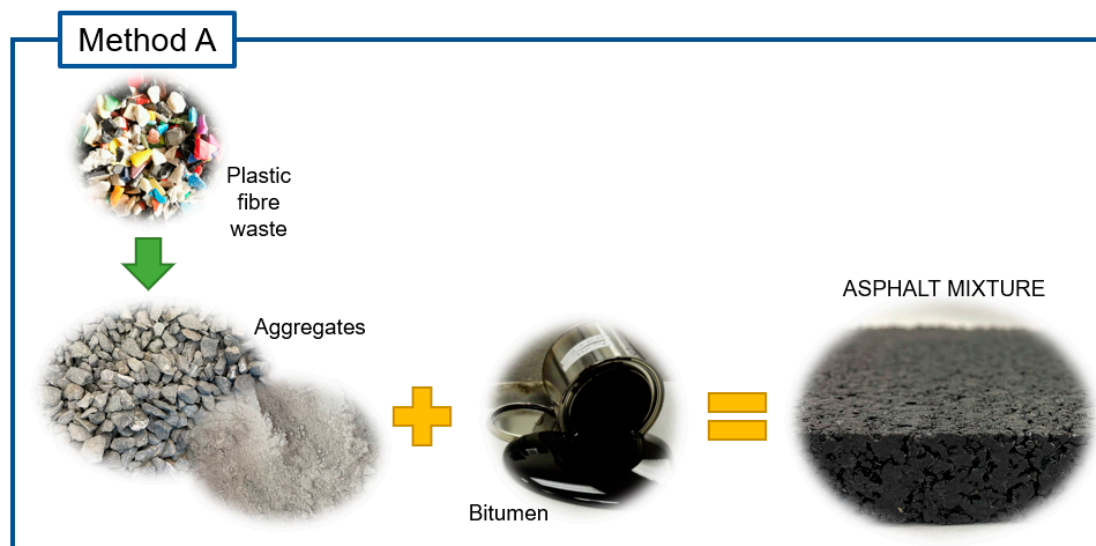 Method A
Plastic
fibre
waste
Aggregates
Bitumen
ASPHALT MIXTURE